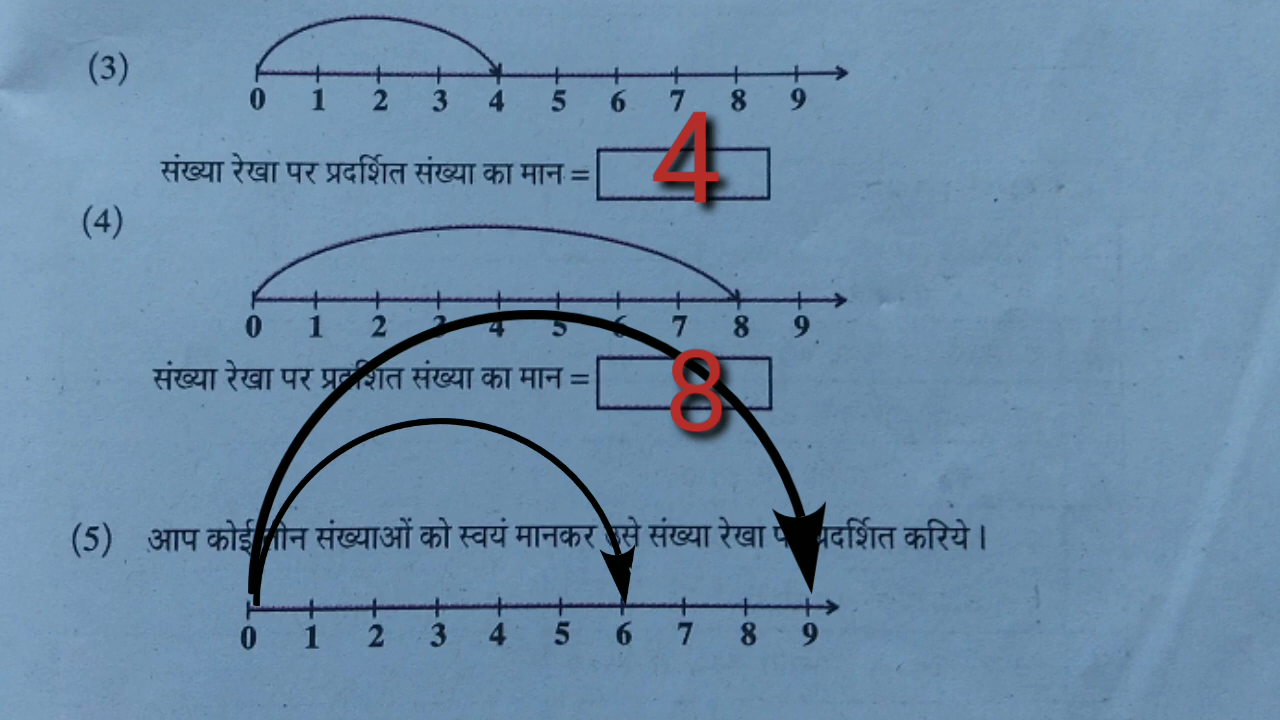 (3)
0 1 2 3 4 5 6 7 8 9
संख्या रेखा पर प्रदर्शित संख्या का मान = 4
(4)
0 1 2 3 4 5 6 7 8 9
संख्या रेखा पर प्रदर्शित संख्या का मान = 8
(5) आप कोई संख्याओं को स्वयं मानकर उसे संख्या रेखा प्रदर्शित करिये।
0 1 2 3 4 5 6 7 8 9